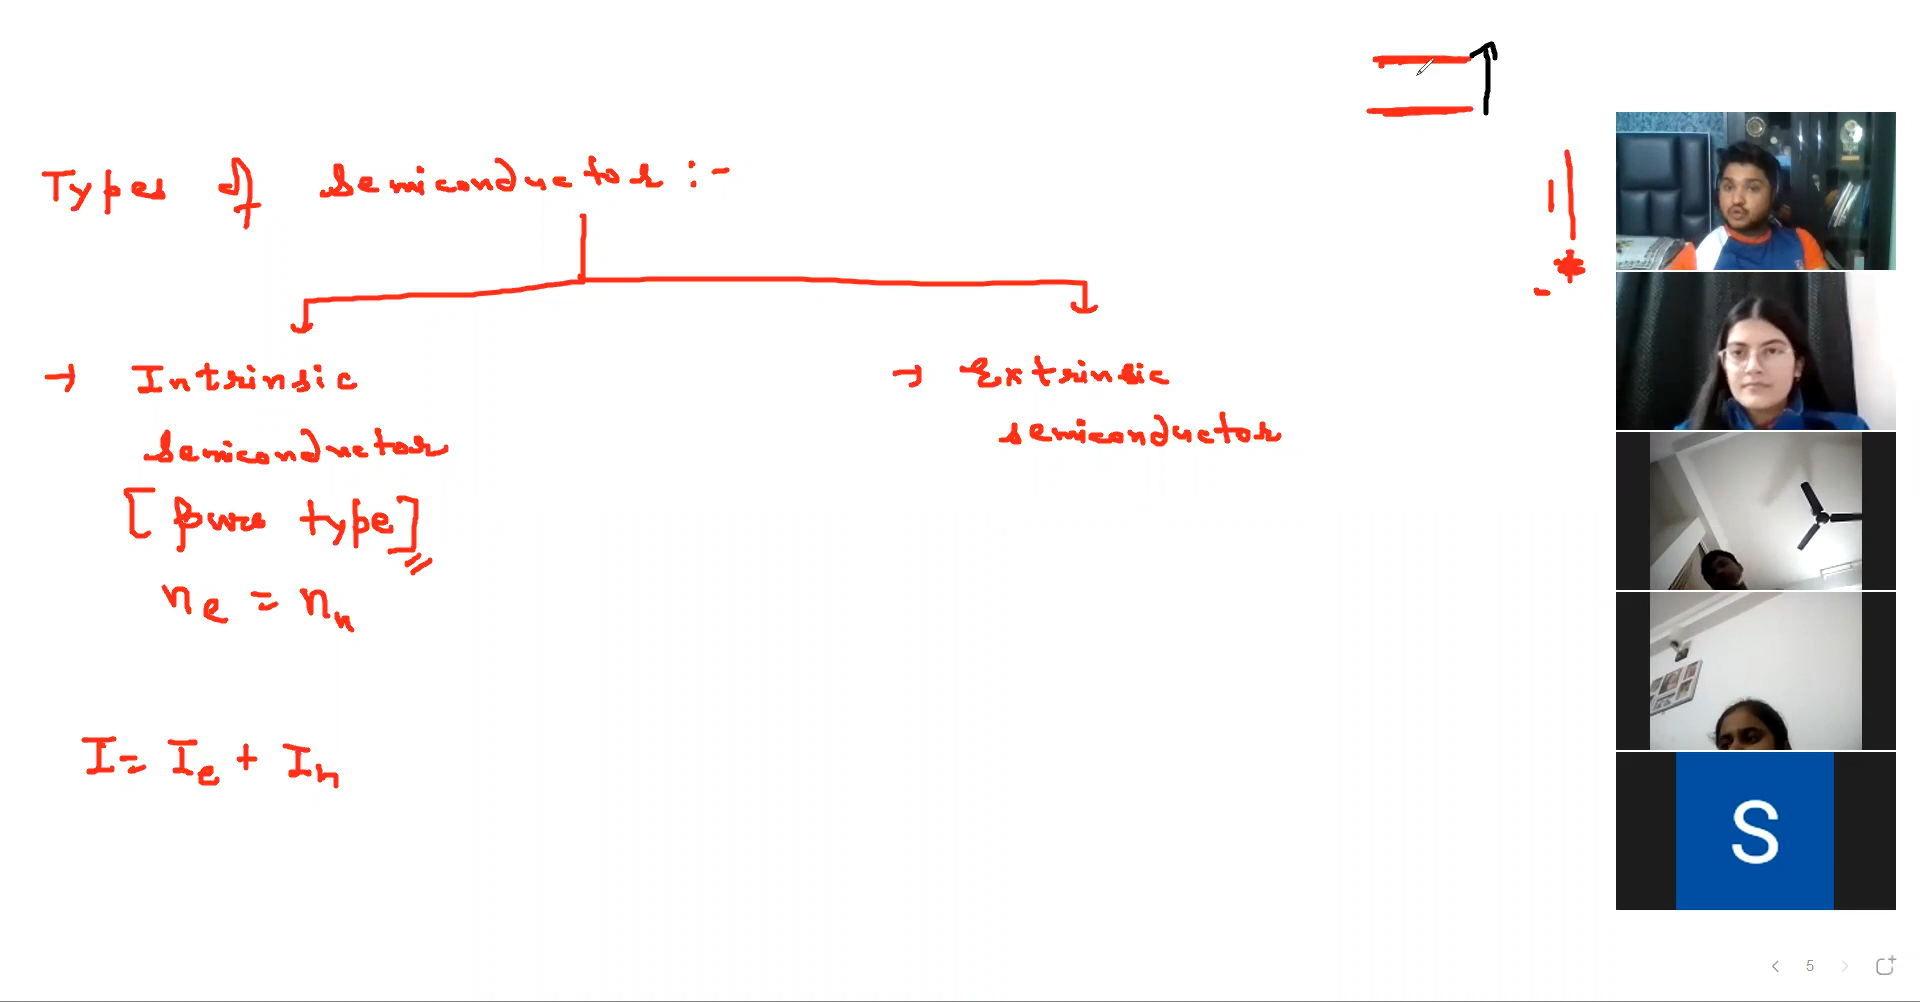 Types of Semiconductor :-
→ Intrinsic
Semiconductor
[ Pure type ]
ne = nh
I = Ie + Ih
→ Extrinsic
semiconductor
S
5